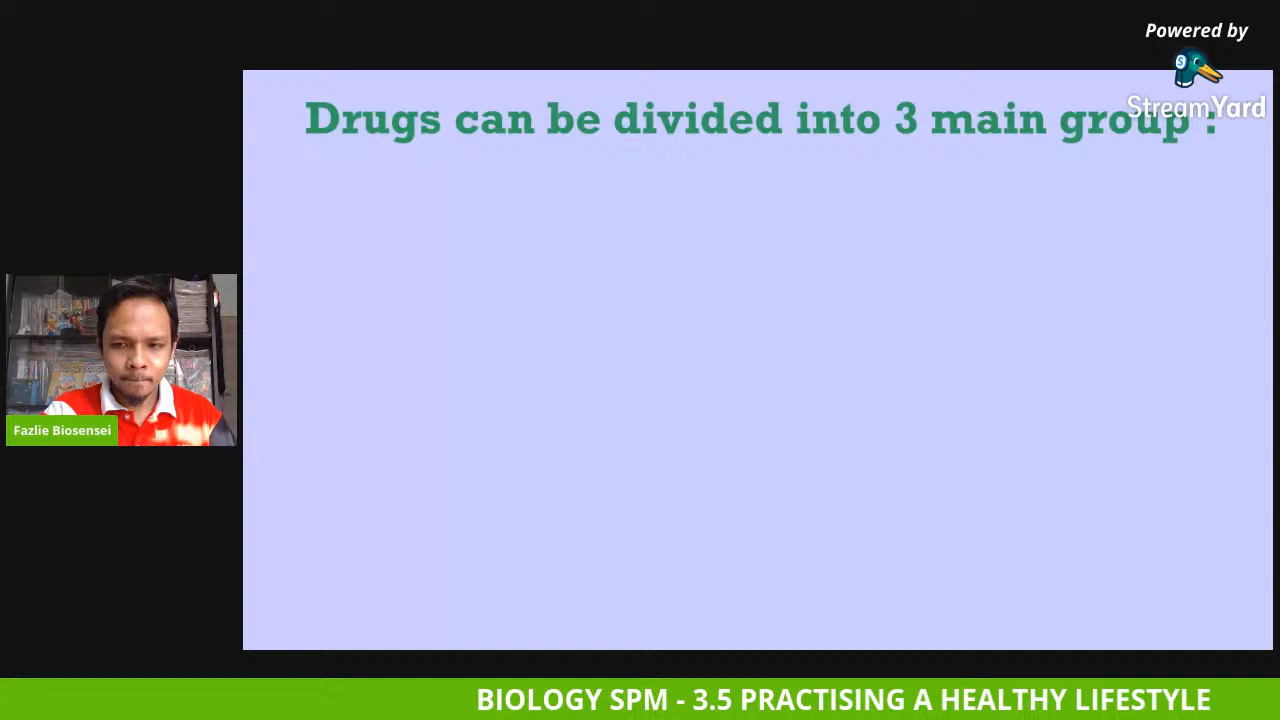 Powered by
StreamYard
Drugs can be divided into 3 main group :
Fazlie Biosensei
BIOLOGY SPM - 3.5 PRACTISING A HEALTHY LIFESTYLE